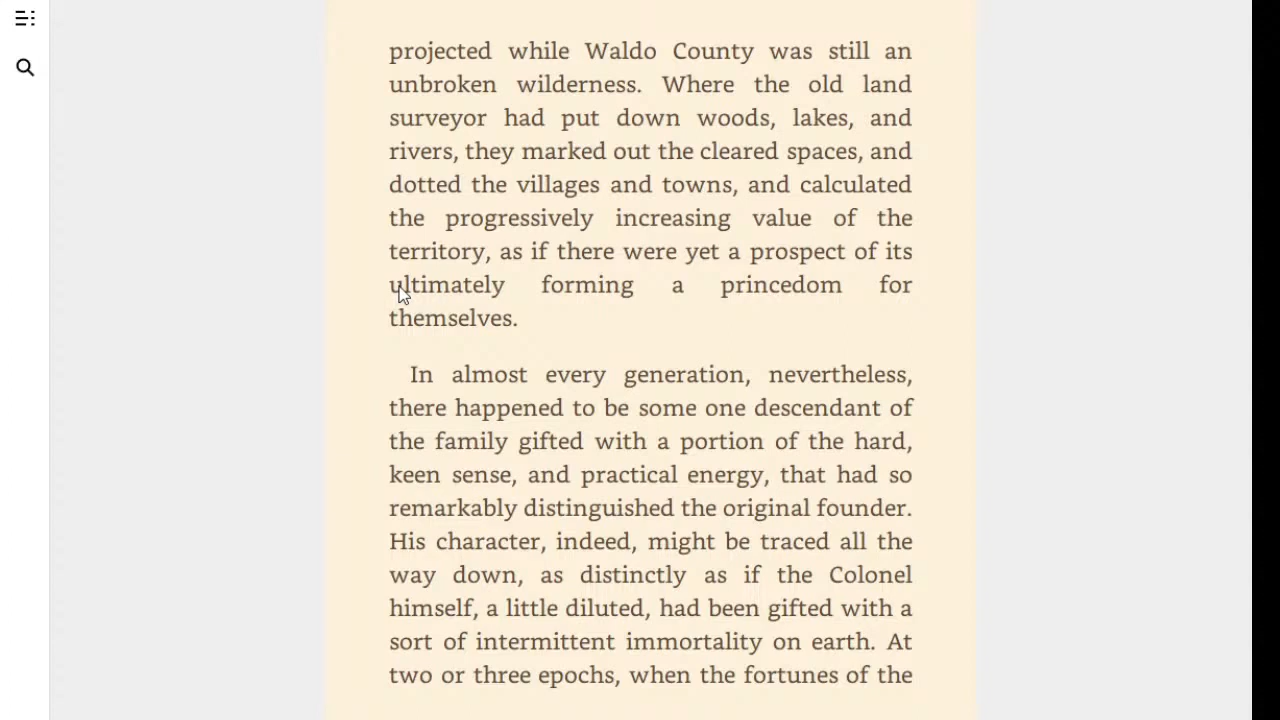 projected while Waldo County was still an
unbroken wilderness. Where the old land
surveyor had put down woods, lakes, and
rivers, they marked out the cleared spaces, and
dotted the villages and towns, and calculated
the progressively increasing value of the
territory, as if there were yet a prospect of its
ultimately forming a princedom for
themselves.
In almost every generation, nevertheless,
there happened to be some one descendant of
the family gifted with a portion of the hard,
keen sense, and practical energy, that had so
remarkably distinguished the original founder.
His character, indeed, might be traced all the
way down, as distinctly as if the Colonel
himself, a little diluted, had been gifted with a
sort of intermittent immortality on earth. At
two or three epochs, when the fortunes of the